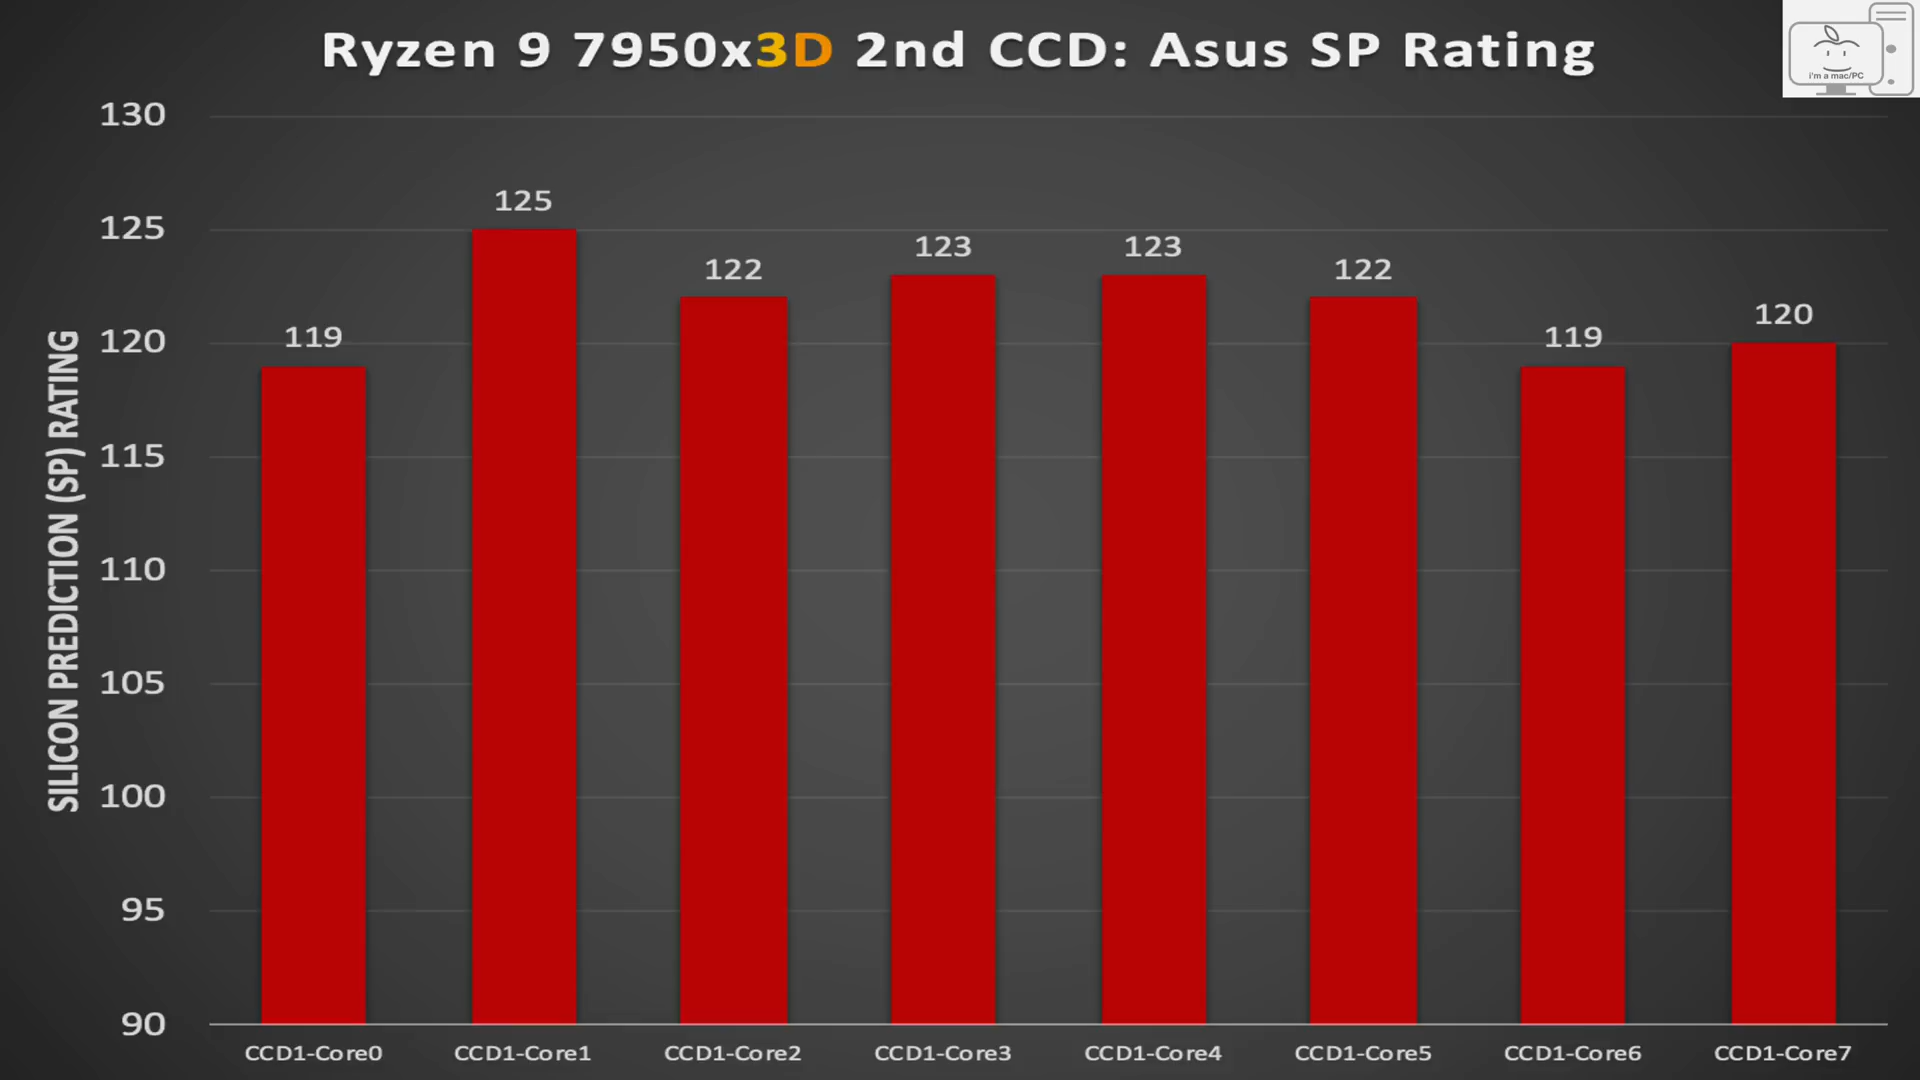 Ryzen 9 7950x3D 2nd CCD: Asus SP Rating
i'm a mac/PC
SILICON PREDICTION (SP) RATING
130
125
120
115
110
105
100
95
90
119
125
122
123
123
122
119
120
CCD1-Core0
CCD1-Core1
CCD1-Core2
CCD1-Core3
CCD1-Core4
CCD1-Core5
CCD1-Core6
CCD1-Core7